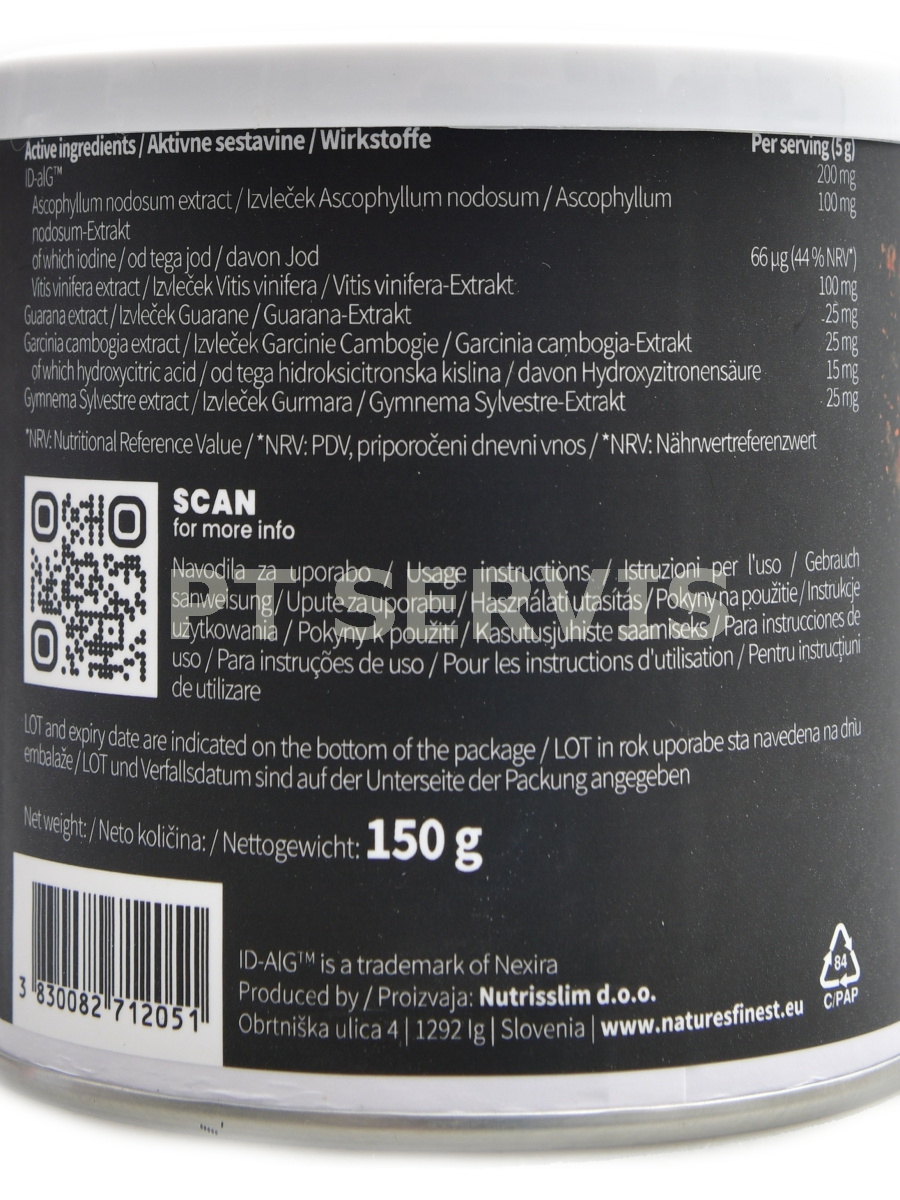 Active ingredients / Aktivne sestavine / Wirkstoffe Per serving (5 g)
ID-alG™ 200 mg
Ascophyllum nodosum extract / Izvleček Ascophyllum nodosum / Ascophyllum 100 mg
nodosum-Extrakt
of which iodine / od tega jod / davon Jod 66 µg (44 % NRV*)
Vitis vinifera extract / Izvleček Vitis vinifera / Vitis vinifera-Extrakt 100 mg
Guarana extract / Izvleček Guarane / Guarana-Extrakt 25 mg
Garcinia cambogia extract / Izvleček Garcinie Cambogie / Garcinia cambogia-Extrakt 25 mg
of which hydroxycitric acid / od tega hidroksicitronska kislina / davon Hydroxyzitronensäure 15 mg
Gymnema Sylvestre extract / Izvleček Gurmara / Gymnema Sylvestre-Extrakt 25 mg
*NRV: Nutritional Reference Value / *NRV: PDV, priporočeni dnevni vnos / *NRV: Nährwertreferenzwert
SCAN
for more info
Navodila za uporabo / Usage instructions / Istruzioni per l'uso / Gebrauch
sanweisung / Upute za uporabu / Használati utasítás / Pokyny na použitie / Instrukcje
użytkowania / Pokyny k použití / Kasutusjuhiste saamiseks / Para instrucciones de
uso / Para instruções de uso / Pour les instructions d'utilisation / Pentru instrucțiuni
de utilizare
PT SERVIS
LOT and expiry date are indicated on the bottom of the package / LOT in rok uporabe sta navedena na dnu
embalaže / LOT und Verfallsdatum sind auf der Unterseite der Packung angegeben
Net weight: / Neto količina: / Nettogewicht: 150 g
3 830082 712051
ID-AlG™ is a trademark of Nexira
Produced by / Proizvaja: Nutrisslim d.o.o.
Obrtniška ulica 4 | 1292 Ig | Slovenia | www.naturesfinest.eu
84
C/PAP